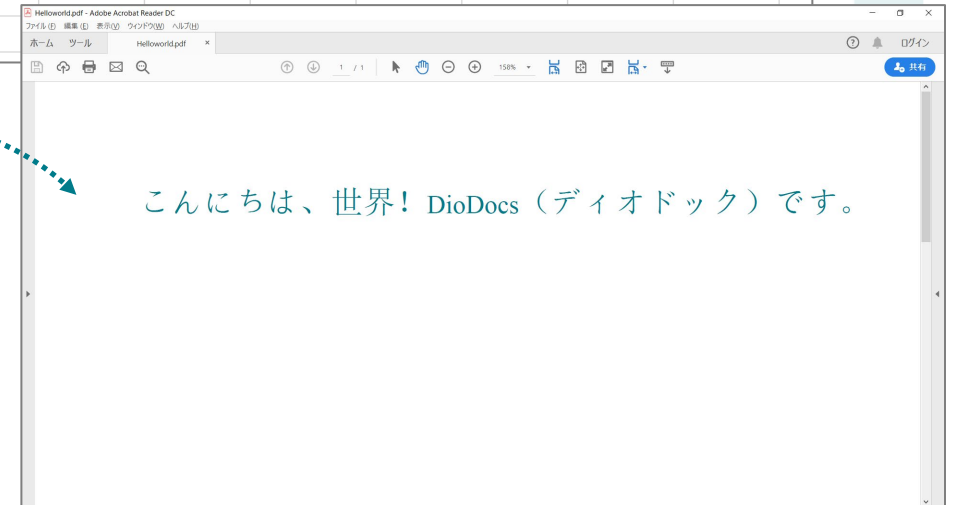 Helloworld.pdf - Adobe Acrobat Reader DC
ファイル(F) 編集(E) 表示(V) ウィンドウ(W) ヘルプ(H)
ホーム ツール Helloworld.pdf × ログイン
1 / 1 158% 共有
こんにちは、世界! DioDocs（ディオドック）です。